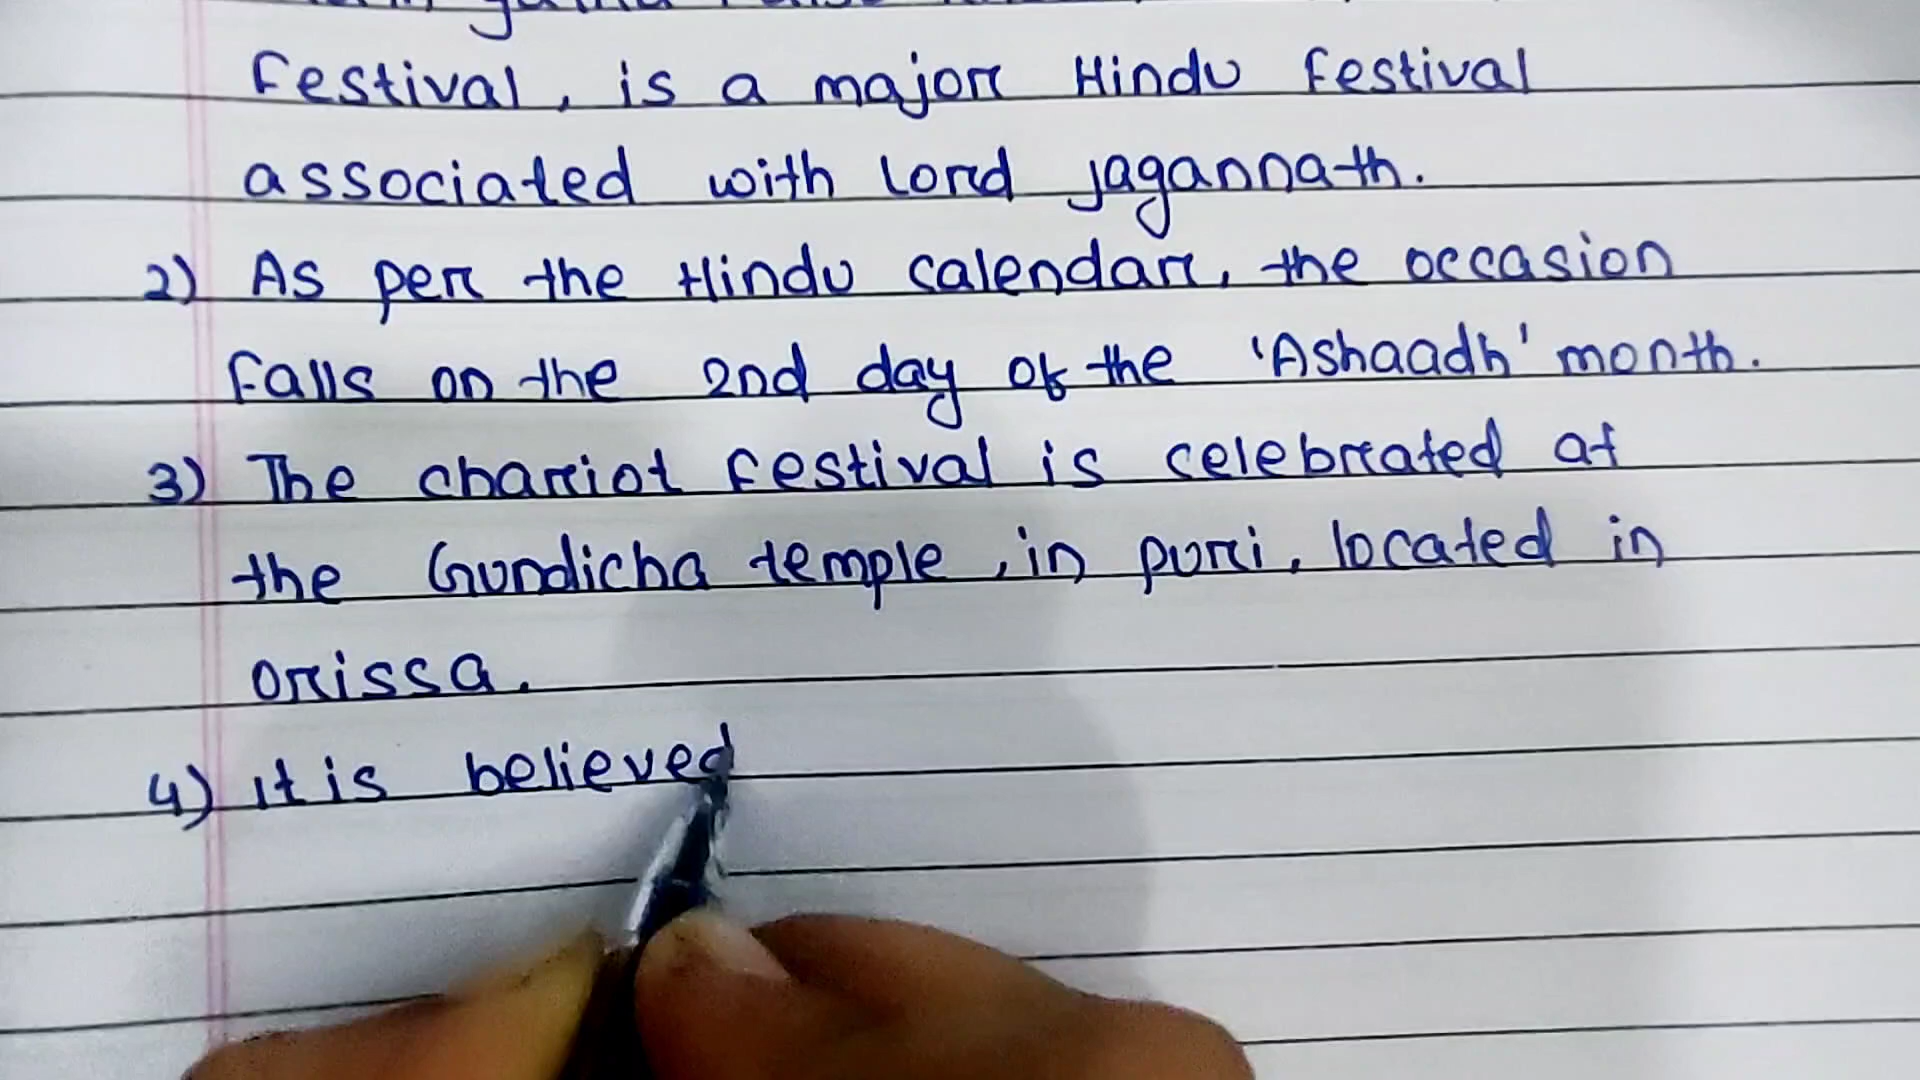 Festival, is a major Hindu Festival
associated with Lord jagannath.
2) As per the Hindu calendar, the occasion
Falls on the 2nd day of the 'Ashaadh' month.
3) The chariot Festival is celebrated at
the Gundicha temple, in puri, located in
orissa.
4) it is believed